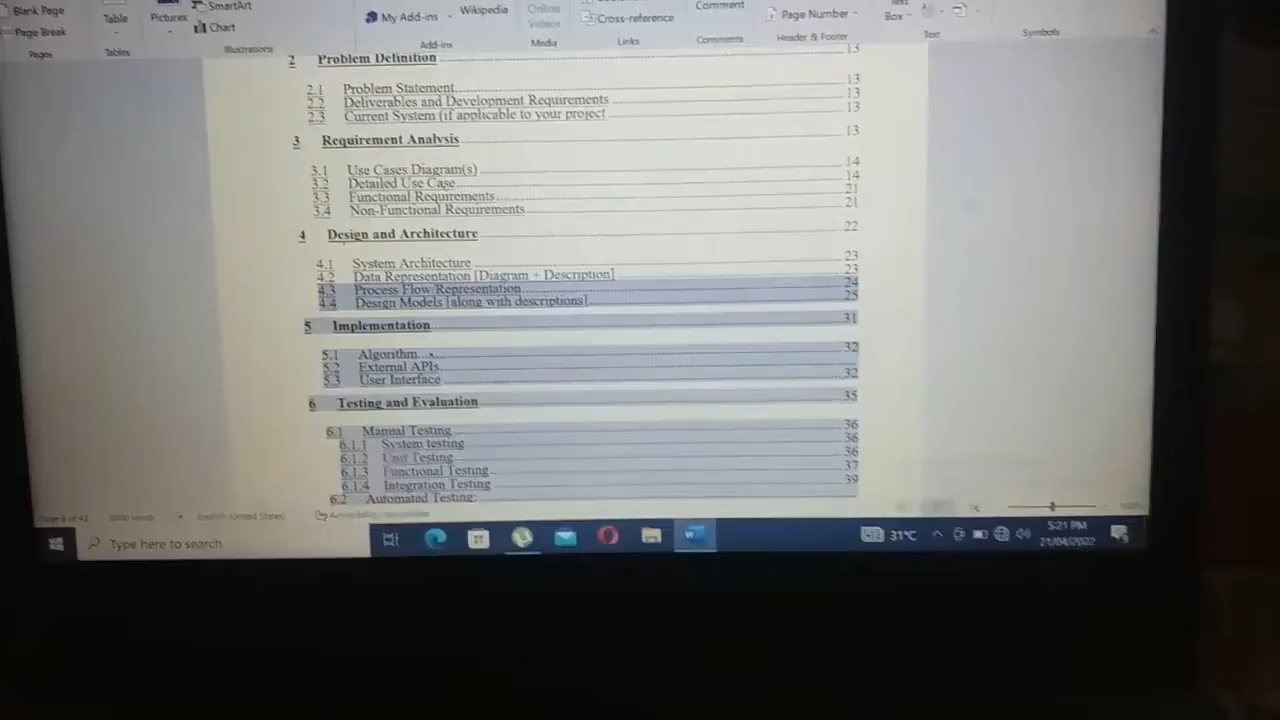 Blank Page
Page Break
Pages
Table
Tables
Pictures
SmartArt
Chart
Illustrations
My Add-ins
Wikipedia
Add-ins
Online
Videos
Media
Cross-reference
Links
Comment
Comments
Page Number
Header & Footer
Text
Box
Text
Symbols
2 Problem Definition 13
2.1 Problem Statement 13
2.2 Deliverables and Development Requirements 13
2.3 Current System (if applicable to your project 13
3 Requirement Analysis 13
3.1 Use Cases Diagram(s) 14
3.2 Detailed Use Case 14
3.3 Functional Requirements 21
3.4 Non-Functional Requirements 21
4 Design and Architecture 22
4.1 System Architecture 23
4.2 Data Representation [Diagram + Description] 23
4.3 Process Flow/Representation 24
4.4 Design Models [along with descriptions] 25
5 Implementation 31
5.1 Algorithm 32
5.2 External APIs
5.3 User Interface 32
6 Testing and Evaluation 35
6.1 Manual Testing 36
6.1.1 System testing 36
6.1.2 Unit Testing 36
6.1.3 Functional Testing 37
6.1.4 Integration Testing 39
6.2 Automated Testing:
English (United States)
Type here to search
31°C
5:21 PM
21/04/2022